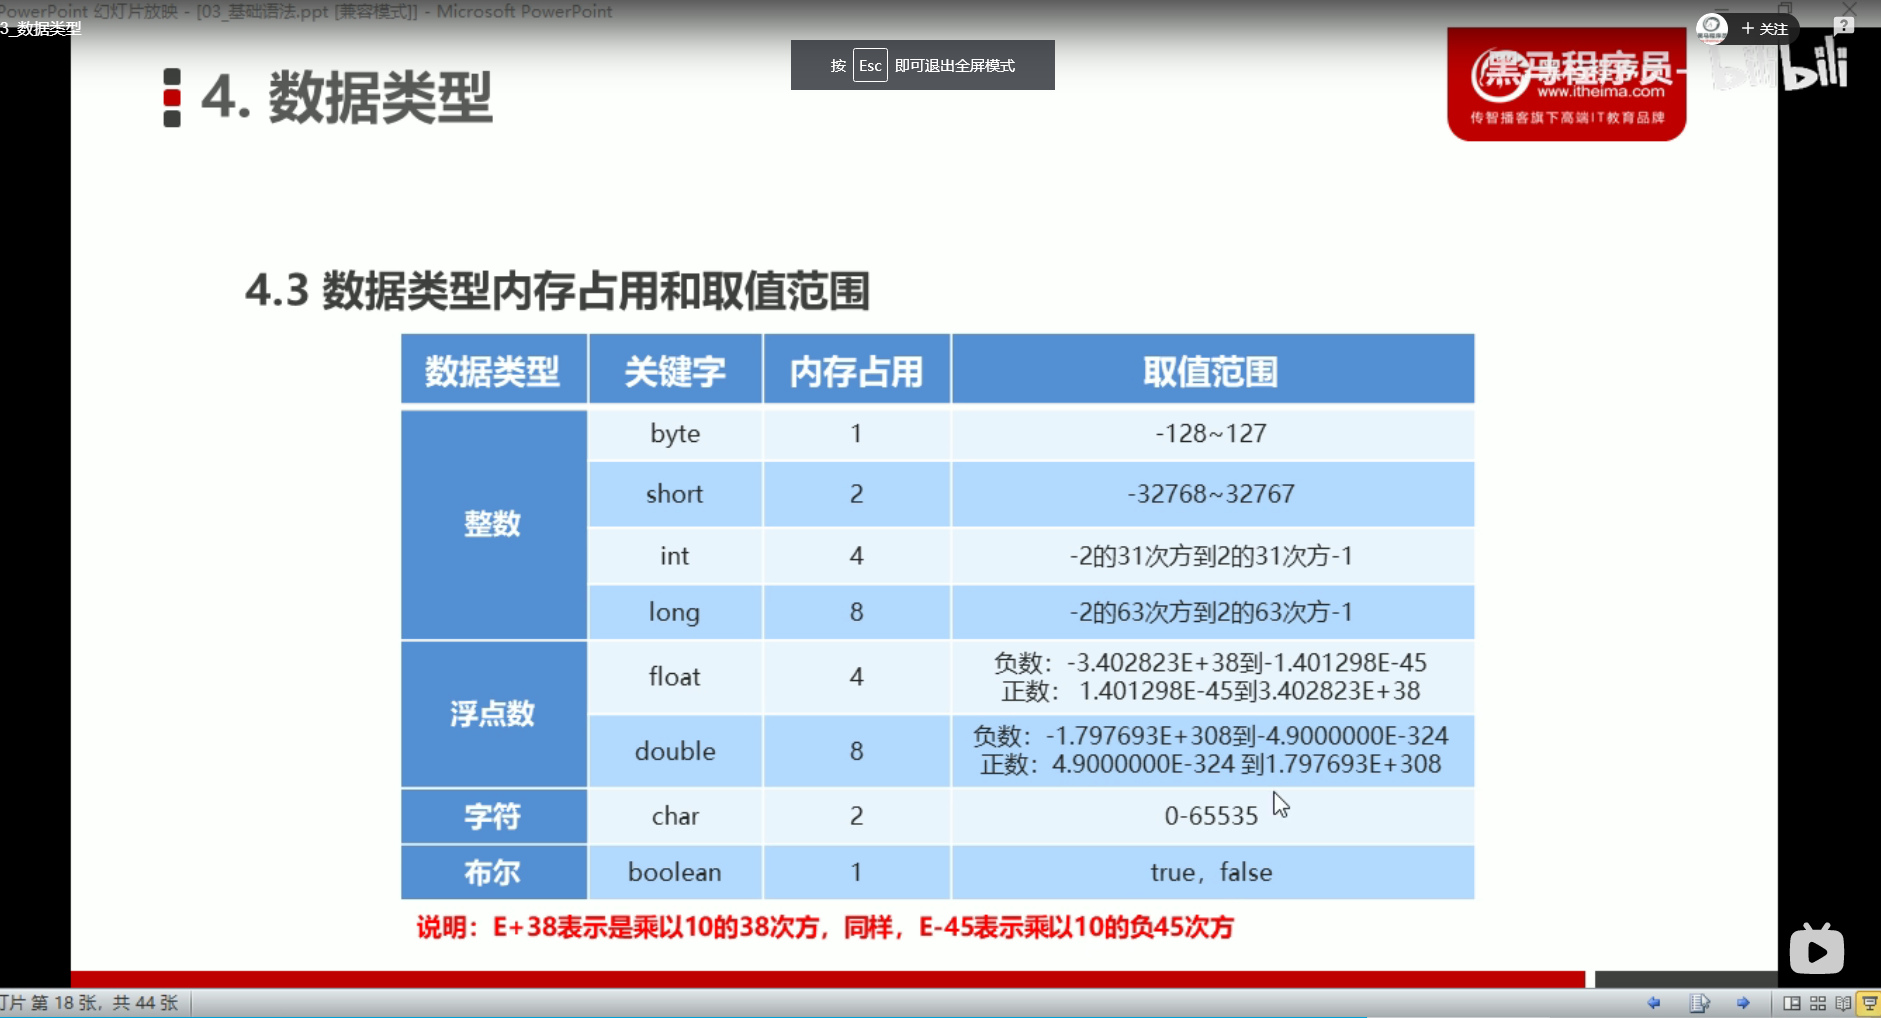 PowerPoint 幻灯片放映 - [03_基础语法.ppt [兼容模式]] - Microsoft PowerPoint
3_数据类型
按 Esc 即可退出全屏模式
+ 关注
?
4. 数据类型
黑马程序员
www.itheima.com
传智播客旗下高端IT教育品牌
bilibili
4.3 数据类型内存占用和取值范围
数据类型 关键字 内存占用 取值范围
整数
byte 1 -128~127
short 2 -32768~32767
int 4 -2的31次方到2的31次方-1
long 8 -2的63次方到2的63次方-1
浮点数
float 4 负数：-3.402823E+38到-1.401298E-45
正数： 1.401298E-45到3.402823E+38
double 8 负数：-1.797693E+308到-4.9000000E-324
正数：4.9000000E-324 到1.797693E+308
字符 char 2 0-65535
布尔 boolean 1 true，false
说明：E+38表示是乘以10的38次方，同样，E-45表示乘以10的负45次方
灯片 第 18 张，共 44 张